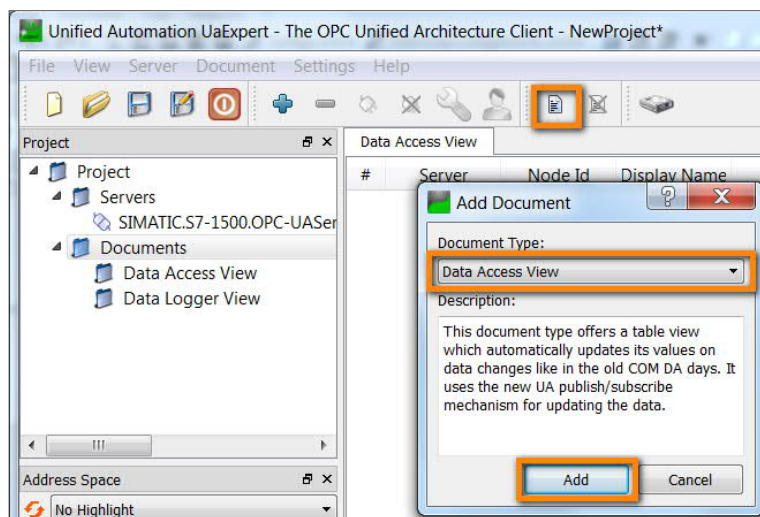 Unified Automation UaExpert - The OPC Unified Architecture Client - NewProject*
File View Server Document Settings Help
Project
Data Access View
Project
# Server Node Id Display Name
Servers
SIMATIC.S7-1500.OPC-UASer
Documents
Data Access View
Data Logger View
Add Document
Document Type:
Data Access View
Description:
This document type offers a table view
which automatically updates its values on
data changes like in the old COM DA days. It
uses the new UA publish/subscribe
mechanism for updating the data.
Add Cancel
Address Space
No Highlight